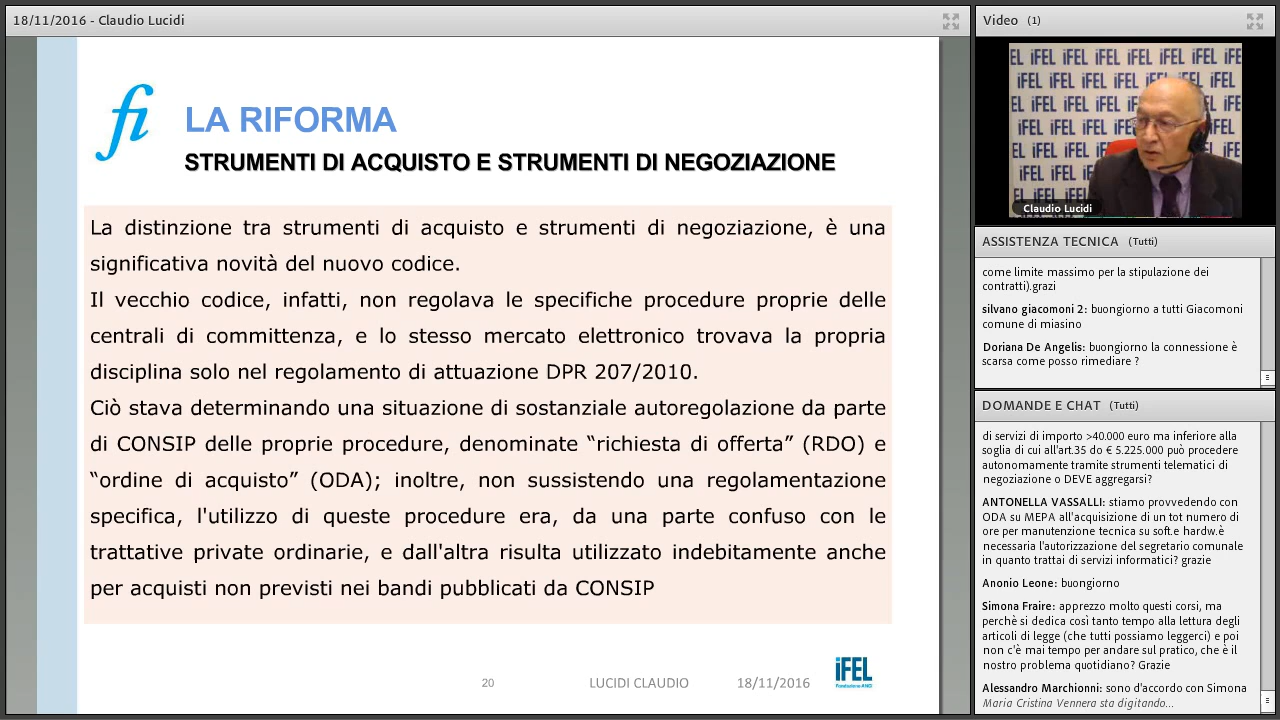 18/11/2016 - Claudio Lucidi
fi
LA RIFORMA
STRUMENTI DI ACQUISTO E STRUMENTI DI NEGOZIAZIONE
La distinzione tra strumenti di acquisto e strumenti di negoziazione, è una
significativa novità del nuovo codice.
Il vecchio codice, infatti, non regolava le specifiche procedure proprie delle
centrali di committenza, e lo stesso mercato elettronico trovava la propria
disciplina solo nel regolamento di attuazione DPR 207/2010.
Ciò stava determinando una situazione di sostanziale autoregolazione da parte
di CONSIP delle proprie procedure, denominate “richiesta di offerta” (RDO) e
“ordine di acquisto” (ODA); inoltre, non sussistendo una regolamentazione
specifica, l'utilizzo di queste procedure era, da una parte confuso con le
trattative private ordinarie, e dall'altra risulta utilizzato indebitamente anche
per acquisti non previsti nei bandi pubblicati da CONSIP
20
LUCIDI CLAUDIO
18/11/2016
iFEL
Fondazione ANCI
Video (1)
EL iFEL iFEL iFEL iFEL
iFEL iFEL iFEL
Claudio Lucidi
ASSISTENZA TECNICA (Tutti)
come limite massimo per la stipulazione dei
contratti).grazi
silvano giacomoni 2: buongiorno a tutti Giacomoni
comune di miasino
Doriana De Angelis: buongiorno la connessione è
scarsa come posso rimediare ?
DOMANDE E CHAT (Tutti)
di servizi di importo >40.000 euro ma inferiore alla
soglia di cui all'art.35 do € 5.225.000 può procedere
autonomamente tramite strumenti telematici di
negoziazione o DEVE aggregarsi?
ANTONELLA VASSALLI: stiamo provvedendo con
ODA su MEPA all'acquisizione di un tot numero di
ore per manutenzione tecnica su soft.e hardw.è
necessaria l'autorizzazione del segretario comunale
in quanto trattai di servizi informatici? grazie
Anonio Leone: buongiorno
Simona Fraire: apprezzo molto questi corsi, ma
perchè si dedica così tanto tempo alla lettura degli
articoli di legge (che tutti possiamo leggerci) e poi
non c'è mai tempo per andare sul pratico, che è il
nostro problema quotidiano? Grazie
Alessandro Marchionni: sono d'accordo con Simona
Maria Cristina Vennera sta digitando...